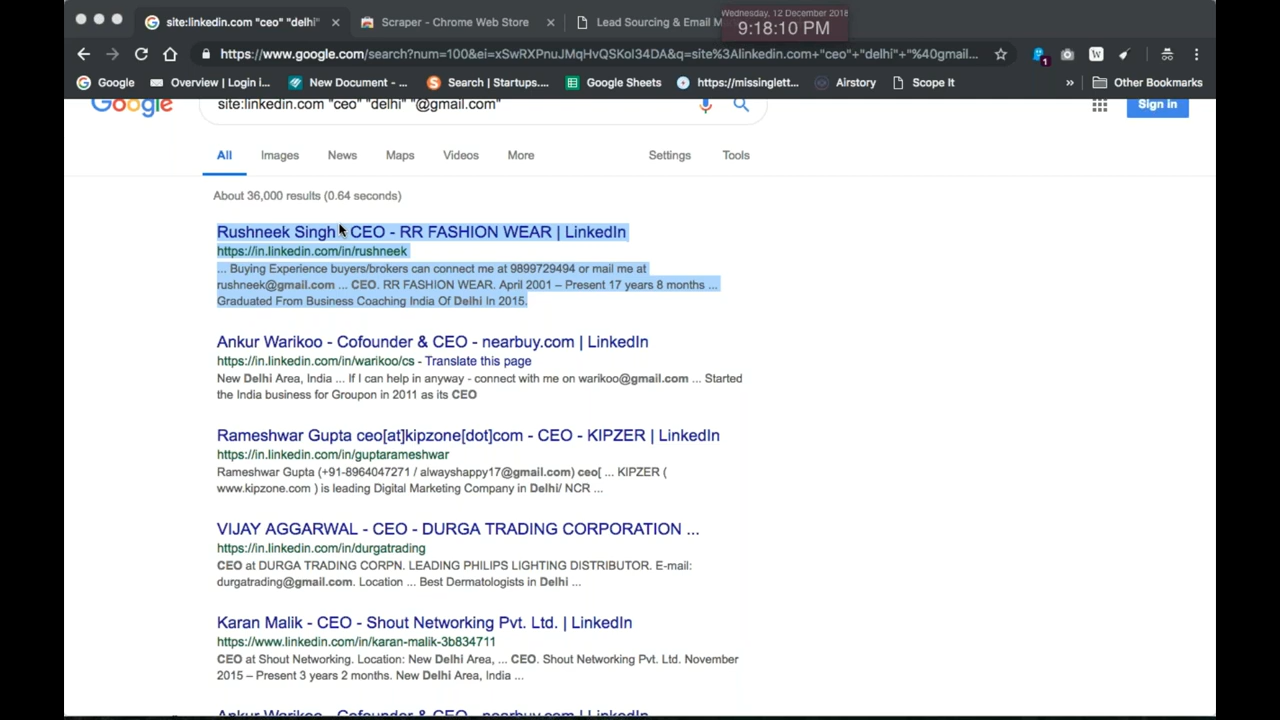 site:linkedin.com "ceo" "delhi"
Scraper - Chrome Web Store
Lead Sourcing & Email M
Wednesday, 12 December 2018
9:18:10 PM
https://www.google.com/search?num=100&ei=xSwRXPnuJMqHvQSKol34DA&q=site%3Alinkedin.com+"ceo"+"delhi"+"%40gmail...
1
W
Google
Overview | Login i...
New Document - ...
Search | Startups...
Google Sheets
https://missinglett...
Airstory
Scope It
»
Other Bookmarks
Google
site:linkedin.com "ceo" "delhi" "@gmail.com"
Sign in
All
Images
News
Maps
Videos
More
Settings
Tools
About 36,000 results (0.64 seconds)
Rushneek Singh - CEO - RR FASHION WEAR | LinkedIn
https://in.linkedin.com/in/rushneek
... Buying Experience buyers/brokers can connect me at 9899729494 or mail me at
rushneek@gmail.com ... CEO. RR FASHION WEAR. April 2001 – Present 17 years 8 months ...
Graduated From Business Coaching India Of Delhi In 2015.
Ankur Warikoo - Cofounder & CEO - nearbuy.com | LinkedIn
https://in.linkedin.com/in/warikoo/cs - Translate this page
New Delhi Area, India ... If I can help in anyway - connect with me on warikoo@gmail.com ... Started
the India business for Groupon in 2011 as its CEO
Rameshwar Gupta ceo[at]kipzone[dot]com - CEO - KIPZER | LinkedIn
https://in.linkedin.com/in/guptarameshwar
Rameshwar Gupta (+91-8964047271 / alwayshappy17@gmail.com) ceo[ ... KIPZER (
www.kipzone.com ) is leading Digital Marketing Company in Delhi/ NCR ...
VIJAY AGGARWAL - CEO - DURGA TRADING CORPORATION ...
https://in.linkedin.com/in/durgatrading
CEO at DURGA TRADING CORPN. LEADING PHILIPS LIGHTING DISTRIBUTOR. E-mail:
durgatrading@gmail.com. Location ... Best Dermatologists in Delhi ...
Karan Malik - CEO - Shout Networking Pvt. Ltd. | LinkedIn
https://www.linkedin.com/in/karan-malik-3b834711
CEO at Shout Networking. Location: New Delhi Area, ... CEO. Shout Networking Pvt. Ltd. November
2015 – Present 3 years 2 months. New Delhi Area, India ...
Ankur Warikoo - Cofounder & CEO - nearbuy.com | LinkedIn